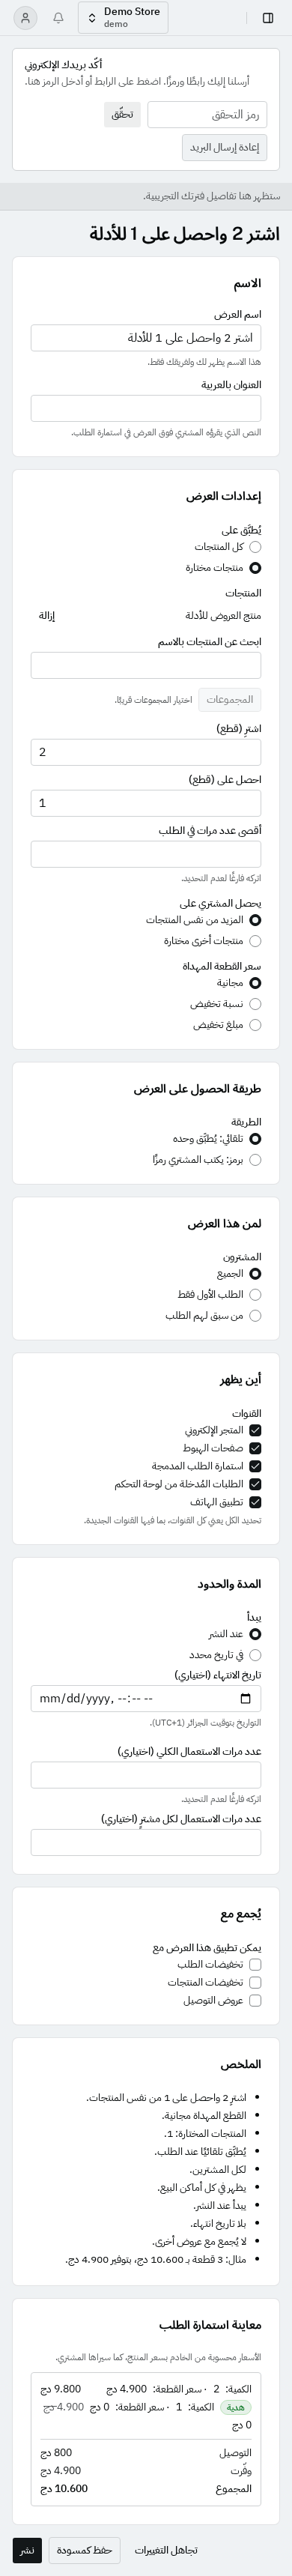 Demo Store
demo
أكّد بريدك الإلكتروني
أرسلنا إليك رابطًا ورمزًا. اضغط على الرابط أو أدخل الرمز هنا.
رمز التحقق
تحقّق
إعادة إرسال البريد
ستظهر هنا تفاصيل فترتك التجريبية.
اشترِ 2 واحصل على 1 للأدلة
الاسم
اسم العرض
اشتر 2 واحصل على 1 للأدلة
هذا الاسم يظهر لك ولفريقك فقط.
العنوان بالعربية
النص الذي يقرؤه المشتري فوق العرض في استمارة الطلب.
إعدادات العرض
يُطبَّق على
كل المنتجات
منتجات مختارة
المنتجات
منتج العروض للأدلة
إزالة
ابحث عن المنتجات بالاسم
المجموعات
اختيار المجموعات قريبًا.
اشترِ (قطع)
2
احصل على (قطع)
1
أقصى عدد مرات في الطلب
اتركه فارغًا لعدم التحديد.
يحصل المشتري على
المزيد من نفس المنتجات
منتجات أخرى مختارة
سعر القطعة المهداة
مجانية
نسبة تخفيض
مبلغ تخفيض
طريقة الحصول على العرض
الطريقة
تلقائي: يُطبَّق وحده
برمز: يكتب المشتري رمزًا
لمن هذا العرض
المشترون
الجميع
الطلب الأول فقط
من سبق لهم الطلب
أين يظهر
القنوات
المتجر الإلكتروني
صفحات الهبوط
استمارة الطلب المدمجة
الطلبات المُدخلة من لوحة التحكم
تطبيق الهاتف
تحديد الكل يعني كل القنوات، بما فيها القنوات الجديدة.
المدة والحدود
يبدأ
عند النشر
في تاريخ محدد
تاريخ الانتهاء (اختياري)
mm/dd/yyyy, --:-- --
التواريخ بتوقيت الجزائر (UTC+1).
عدد مرات الاستعمال الكلي (اختياري)
اتركه فارغًا لعدم التحديد.
عدد مرات الاستعمال لكل مشترٍ (اختياري)
يُجمع مع
يمكن تطبيق هذا العرض مع
تخفيضات الطلب
تخفيضات المنتجات
عروض التوصيل
الملخص
اشترِ 2 واحصل على 1 من نفس المنتجات.
القطع المهداة مجانية.
المنتجات المختارة: 1.
يُطبَّق تلقائيًا عند الطلب.
لكل المشترين.
يظهر في كل أماكن البيع.
يبدأ عند النشر.
بلا تاريخ انتهاء.
لا يُجمع مع عروض أخرى.
مثال: 3 قطعة بـ 10.600 دج، بتوفير 4.900 دج.
معاينة استمارة الطلب
الأسعار محسوبة من الخادم بسعر المنتج، كما سيراها المشتري.
الكمية: 2 · سعر القطعة: 4.900 دج
9.800 دج
هدية
الكمية: 1 · سعر القطعة: 0 دج
4.900 دج
0 دج
التوصيل
800 دج
وفّرت
4.900 دج
المجموع
10.600 دج
تجاهل التغييرات
حفظ كمسودة
نشر